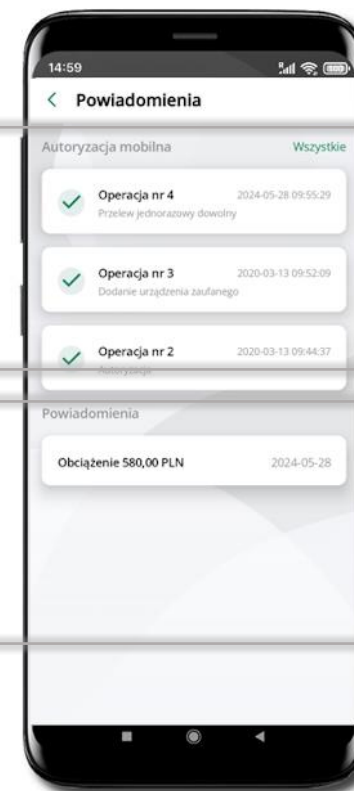 14:59
Powiadomienia
Autoryzacja mobilna Wszystkie
Operacja nr 4 2024-05-28 09:55:29
Przelew jednorazowy dowolny
Operacja nr 3 2020-03-13 09:52:09
Dodanie urządzenia zaufanego
Operacja nr 2 2020-03-13 09:44:37
Autoryzacja
Powiadomienia
Obciążenie 580,00 PLN 2024-05-28